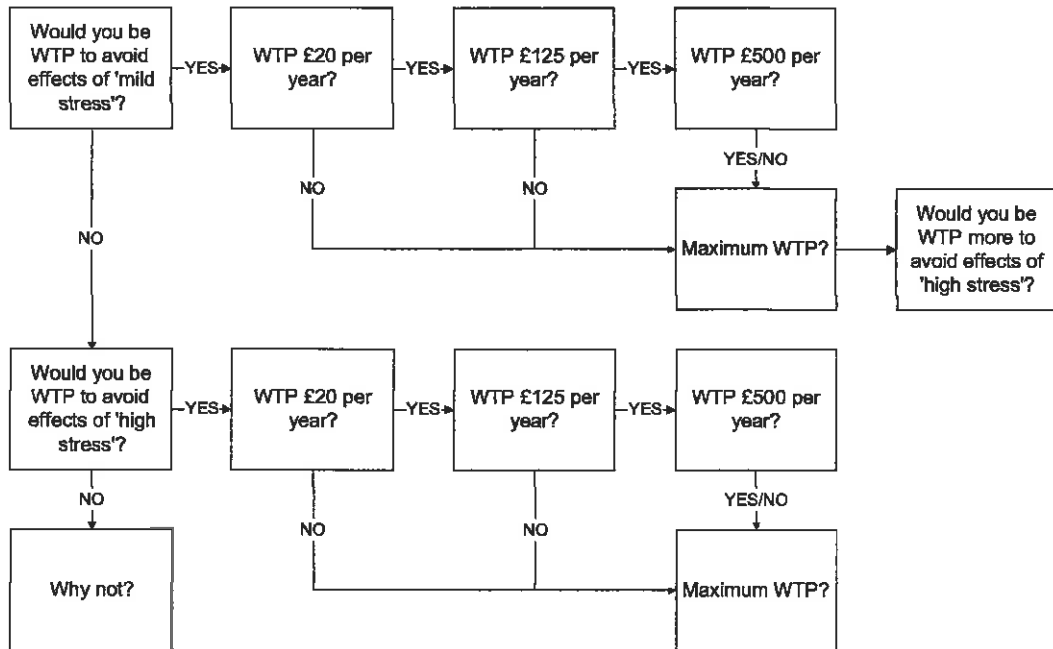 Would you be
WTP to avoid
effects of 'mild
stress'?
YES
WTP £20 per
year?
YES
WTP £125 per
year?
YES
WTP £500 per
year?
NO
NO
NO
YES/NO
Maximum WTP?
Would you be
WTP more to
avoid effects of
'high stress'?
Would you be
WTP to avoid
effects of 'high
stress'?
YES
WTP £20 per
year?
YES
WTP £125 per
year?
YES
WTP £500 per
year?
NO
NO
NO
YES/NO
Why not?
Maximum WTP?